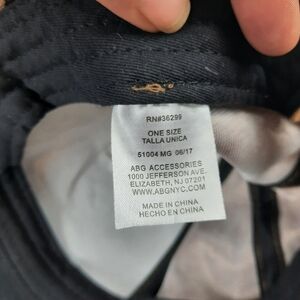 RN#36299
ONE SIZE
TALLA UNICA
51004 MG 06/17
ABG ACCESSORIES
1000 JEFFERSON AVE.
ELIZABETH, NJ 07201
WWW.ABGNYC.COM
MADE IN CHINA
HECHO EN CHINA